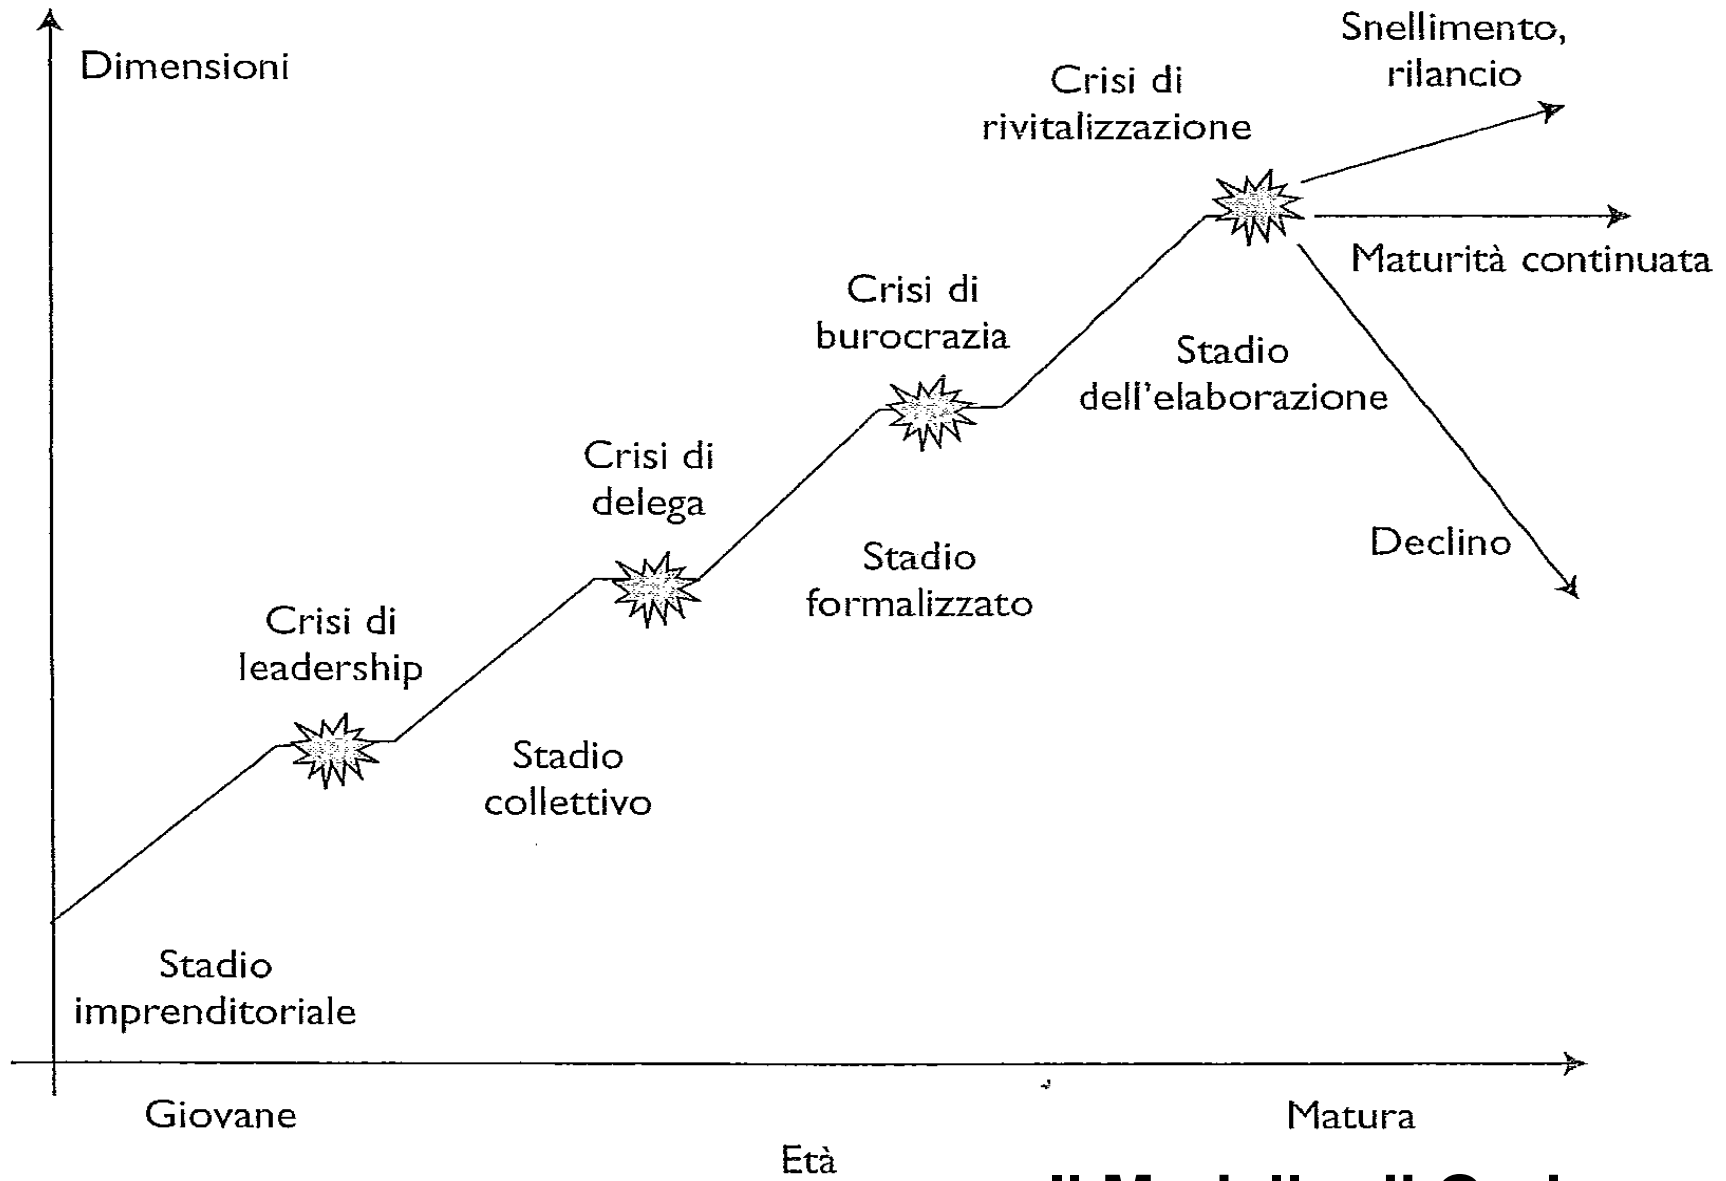 Dimensioni
Snellimento,
rilancio
Crisi di
rivitalizzazione
Maturità continuata
Crisi di
burocrazia
Stadio
dell'elaborazione
Crisi di
delega
Declino
Stadio
formalizzato
Crisi di
leadership
Stadio
collettivo
Stadio
imprenditoriale
Giovane
Matura
Età